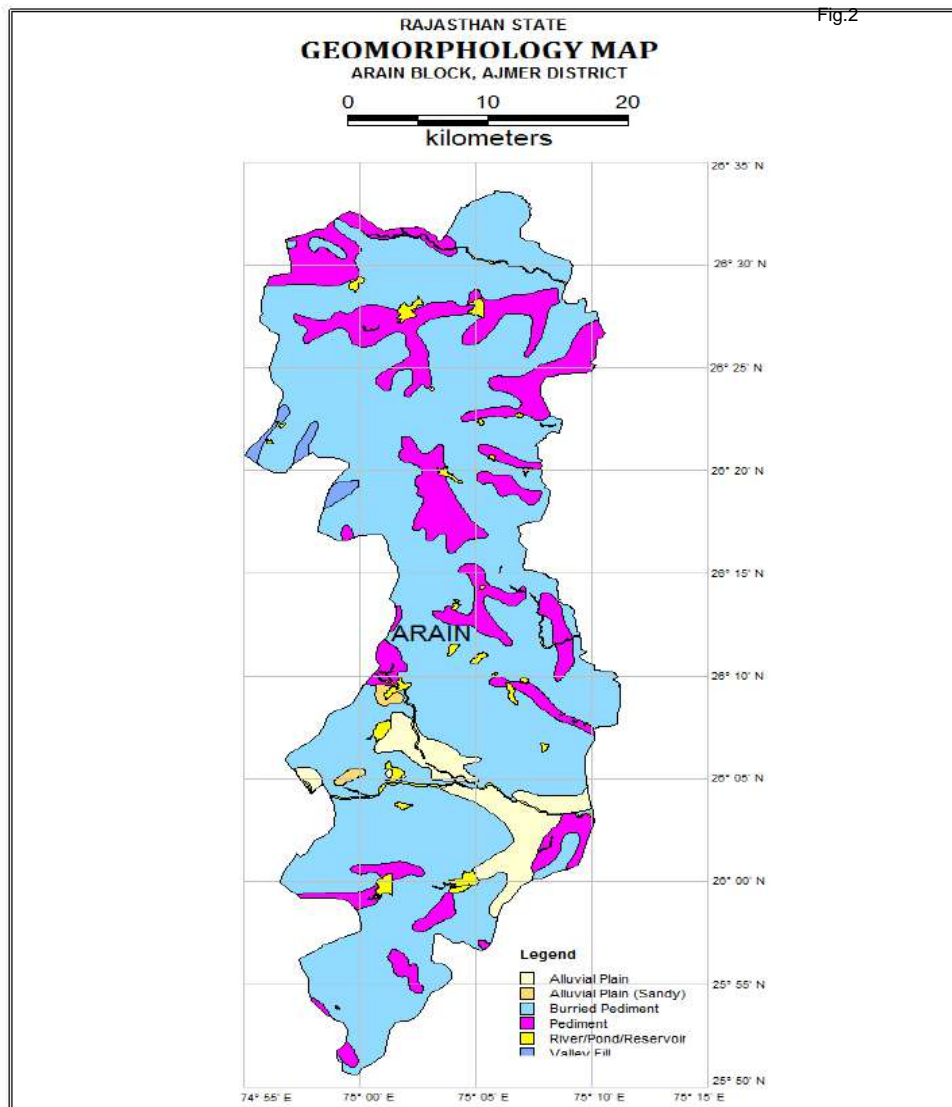 Fig.2
RAJASTHAN STATE
GEOMORPHOLOGY MAP
ARAIN BLOCK, AJMER DISTRICT
0 10 20
kilometers
26° 35' N
26° 30' N
26° 25' N
26° 20' N
26° 15' N
ARAIN
26° 10' N
26° 05' N
26° 00' N
Legend
Alluvial Plain
Alluvial Plain (Sandy)
25° 55' N
Burried Pediment
Pediment
River/Pond/Reservoir
Valley Fill
25° 50' N
74° 55' E 75° 00' E 75° 05' E 75° 10' E 75° 15' E